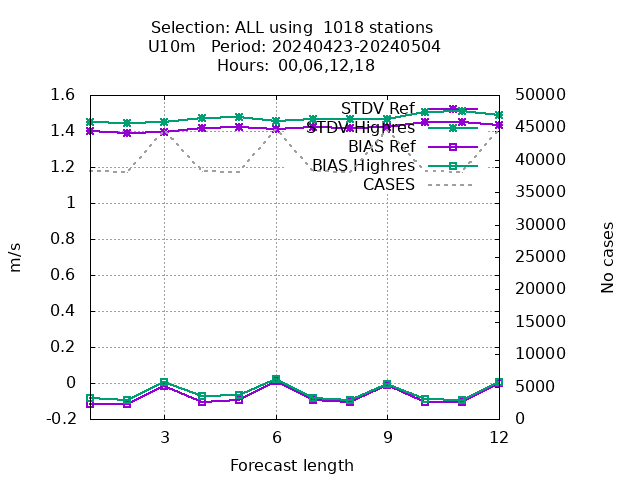 Selection: ALL using  1018 stations
U10m   Period: 20240423-20240504
Hours:  00,06,12,18
1.6
1.4
1.2
1
0.8
0.6
0.4
0.2
0
-0.2
m/s
50000
45000
40000
35000
30000
25000
20000
15000
10000
5000
0
No cases
STDV Ref
STDV Highres
BIAS Ref
BIAS Highres
CASES
3 6 9 12
Forecast length